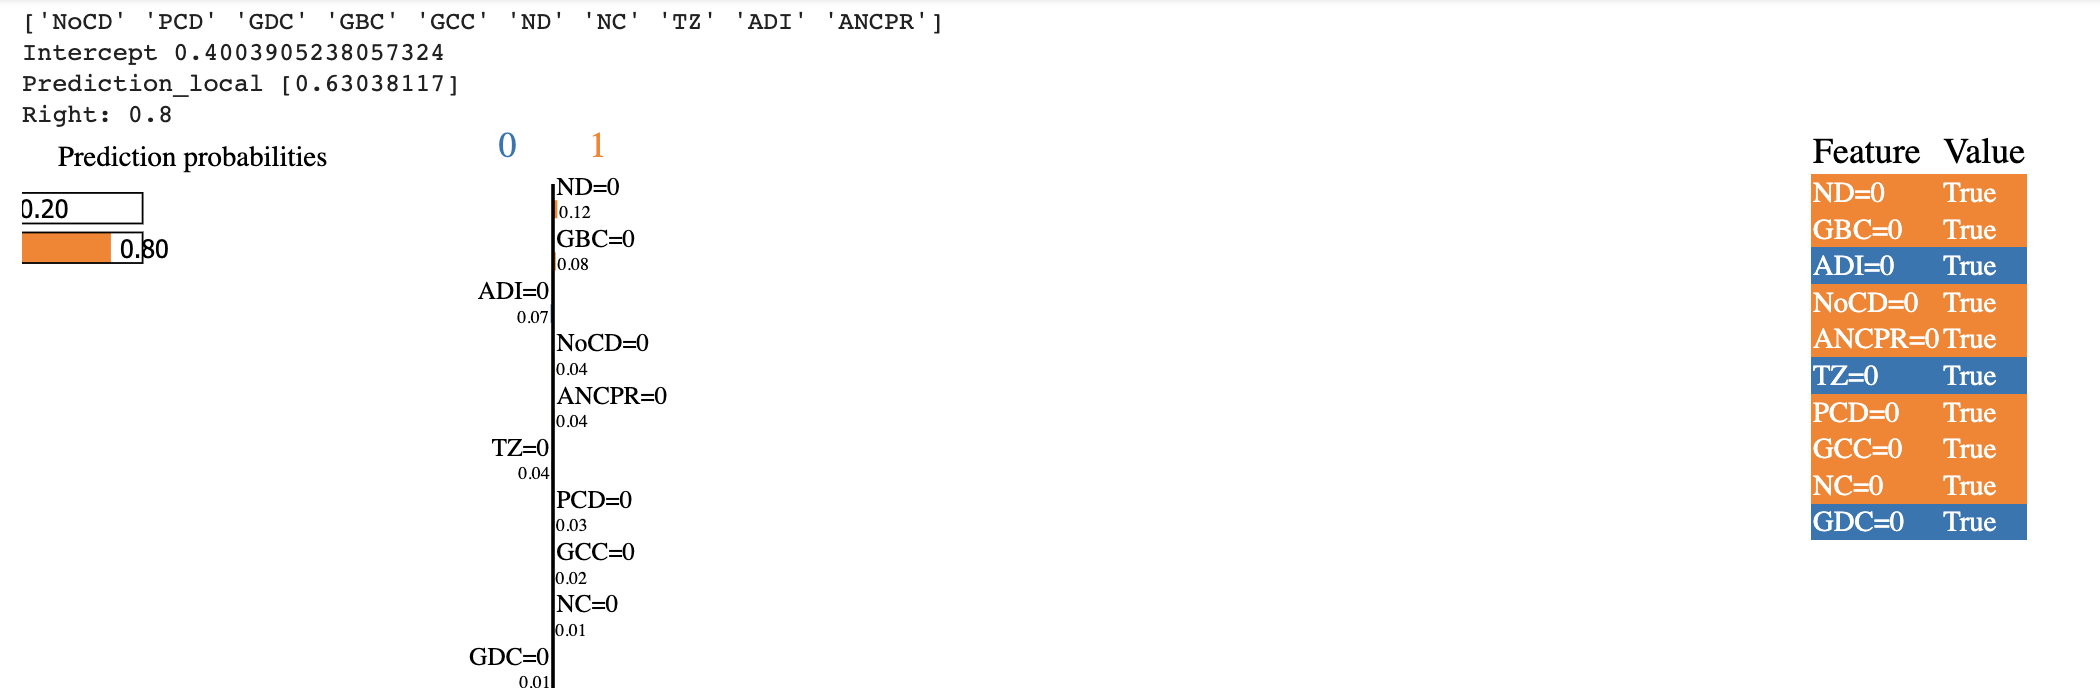 ['NoCD' 'PCD' 'GDC' 'GBC' 'GCC' 'ND' 'NC' 'TZ' 'ADI' 'ANCPR']
Intercept 0.4003905238057324
Prediction_local [0.63038117]
Right: 0.8
Prediction probabilities
0.20
0.80
0 1
ND=0
0.12
GBC=0
0.08
ADI=0
0.07
NoCD=0
0.04
ANCPR=0
0.04
TZ=0
0.04
PCD=0
0.03
GCC=0
0.02
NC=0
0.01
GDC=0
0.01
Feature Value
ND=0 True
GBC=0 True
ADI=0 True
NoCD=0 True
ANCPR=0 True
TZ=0 True
PCD=0 True
GCC=0 True
NC=0 True
GDC=0 True